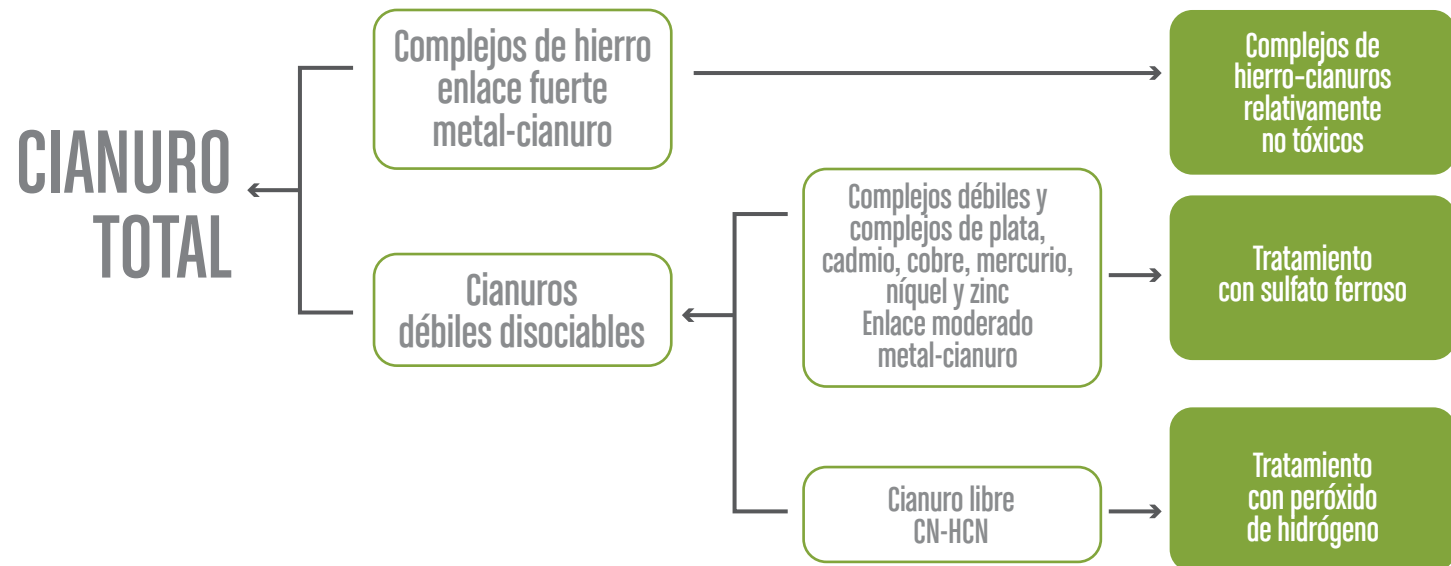 CIANURO
TOTAL
Complejos de hierro
enlace fuerte
metal-cianuro
Complejos de
hierro-cianuros
relativamente
no tóxicos
Cianuros
débiles disociables
Complejos débiles y
complejos de plata,
cadmio, cobre, mercurio,
níquel y zinc
Enlace moderado
metal-cianuro
Tratamiento
con sulfato ferroso
Cianuro libre
CN-HCN
Tratamiento
con peróxido
de hidrógeno